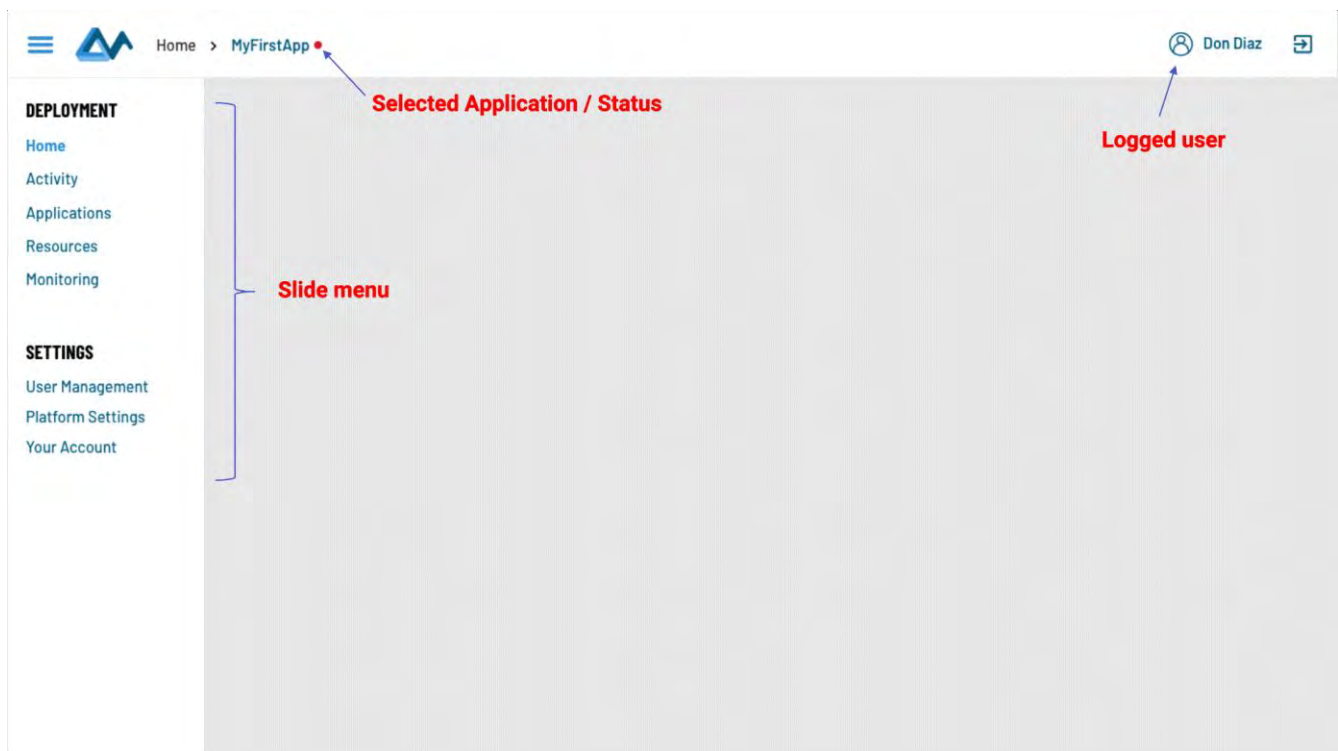 Home > MyFirstApp
Don Diaz
Selected Application / Status
Logged user
DEPLOYMENT
Home
Activity
Applications
Resources
Monitoring
Slide menu
SETTINGS
User Management
Platform Settings
Your Account